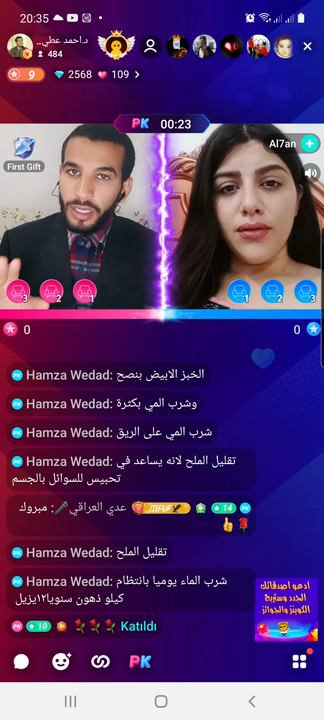 20:35
د.احمد عطي..
484
9
2568
109
PK 00:23
First Gift
Al7an
3 2 1
1 2 3
0
0
Hamza Wedad: الخبز الابيض بنصح
Hamza Wedad: وشرب المي بكثرة
Hamza Wedad: شرب المي على الريق
Hamza Wedad: تقليل الملح لانه يساعد في
تحبيس للسوائل بالجسم
14 عدي العراقي🎤: مبروك
👍🌹
Hamza Wedad: تقليل الملح
Hamza Wedad: شرب الماء يوميا بانتظام
يزيل١٢كيلو ذهون سنويا
10 🌹🌹🌹 Katıldı
ادعو اصدقائك
الجدد وستربح
الكوينز والجوائز
PK